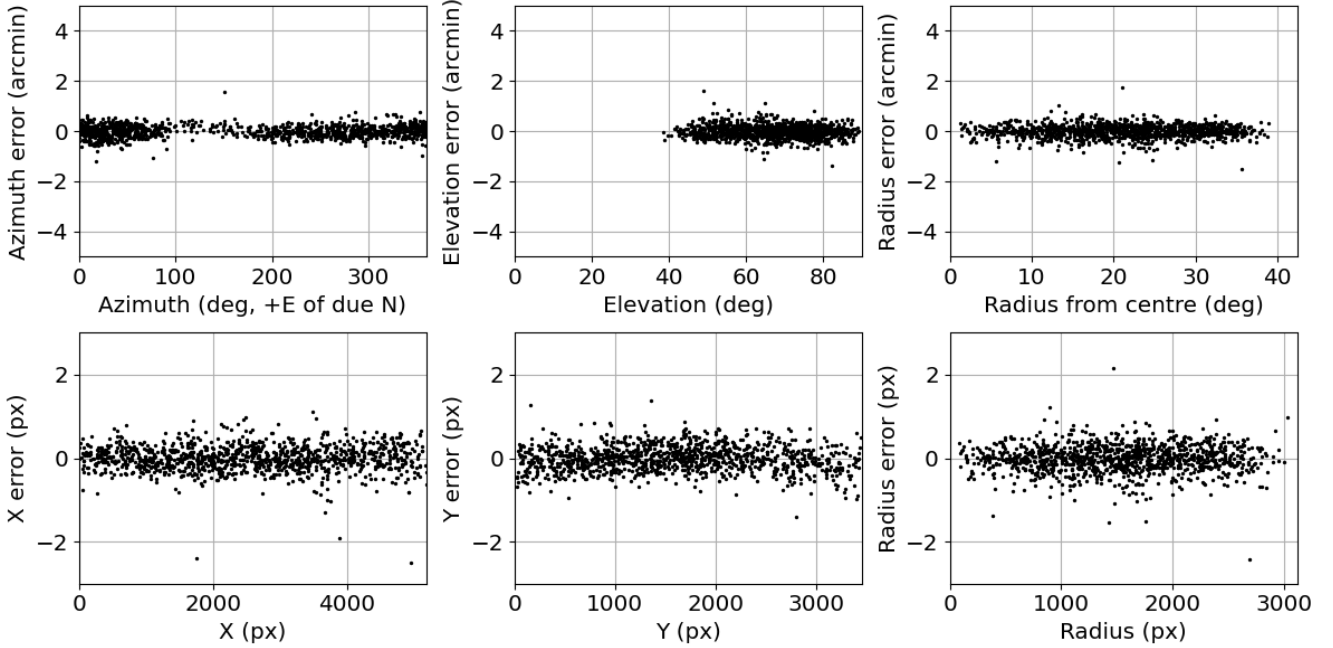 Azimuth error (arcmin)
4
2
0
−2
−4
0 100 200 300
Azimuth (deg, +E of due N)
Elevation error (arcmin)
4
2
0
−2
−4
0 20 40 60 80
Elevation (deg)
Radius error (arcmin)
4
2
0
−2
−4
0 10 20 30 40
Radius from centre (deg)
X error (px)
2
0
−2
0 2000 4000
X (px)
Y error (px)
2
0
−2
0 1000 2000 3000
Y (px)
Radius error (px)
2
0
−2
0 1000 2000 3000
Radius (px)